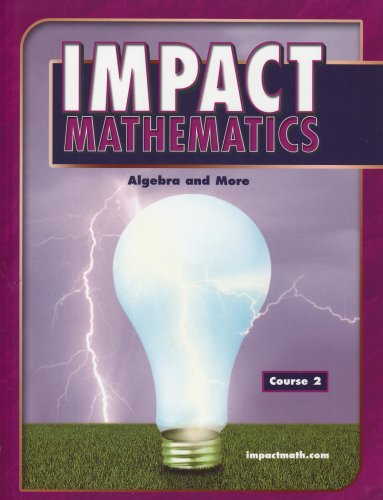 IMPACT
MATHEMATICS
Algebra and More
Course 2
impactmath.com